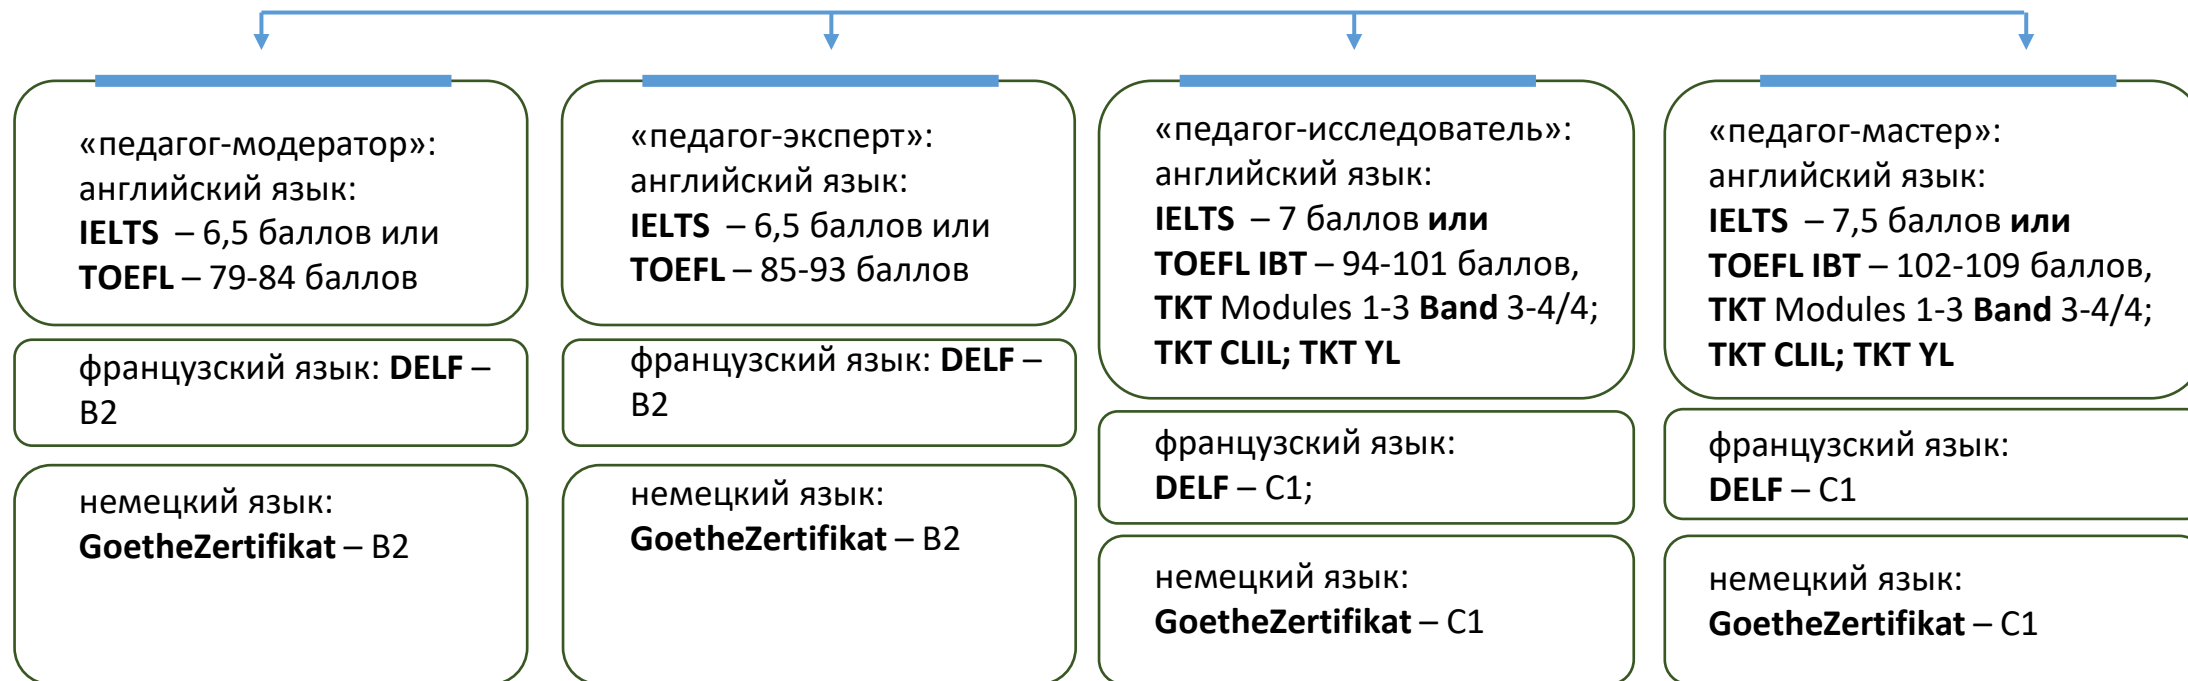 «педагог-модератор»:
английский язык:
IELTS – 6,5 баллов или
TOEFL – 79-84 баллов
французский язык: DELF –
B2
немецкий язык:
GoetheZertifikat – B2
«педагог-эксперт»:
английский язык:
IELTS – 6,5 баллов или
TOEFL – 85-93 баллов
французский язык: DELF –
B2
немецкий язык:
GoetheZertifikat – B2
«педагог-исследователь»:
английский язык:
IELTS – 7 баллов или
TOEFL IBT – 94-101 баллов,
TKT Modules 1-3 Band 3-4/4;
TKT CLIL; TKT YL
французский язык:
DELF – C1;
немецкий язык:
GoetheZertifikat – C1
«педагог-мастер»:
английский язык:
IELTS – 7,5 баллов или
TOEFL IBT – 102-109 баллов,
TKT Modules 1-3 Band 3-4/4;
TKT CLIL; TKT YL
французский язык:
DELF – C1
немецкий язык:
GoetheZertifikat – C1